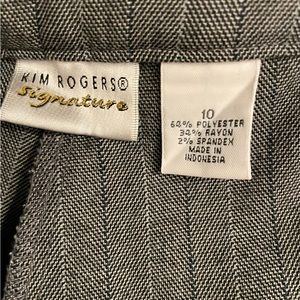 KIM ROGERS®
Signature
10
64% POLYESTER
34% RAYON
2% SPANDEX
MADE IN
INDONESIA